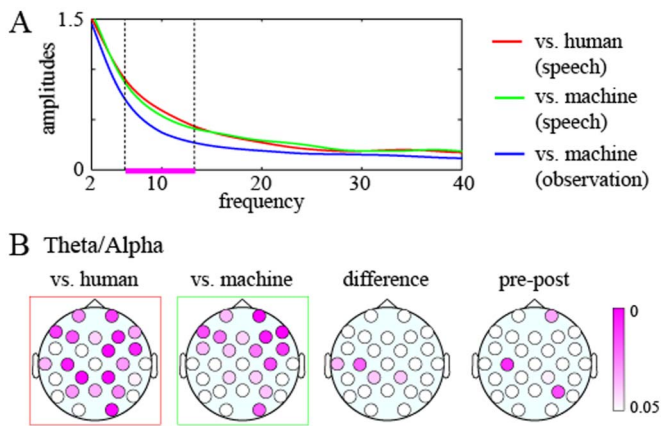 A
1.5
amplitudes
0
2
10
20
30
40
frequency
vs. human
(speech)
vs. machine
(speech)
vs. machine
(observation)
B Theta/Alpha
vs. human
vs. machine
difference
pre-post
0
0.05